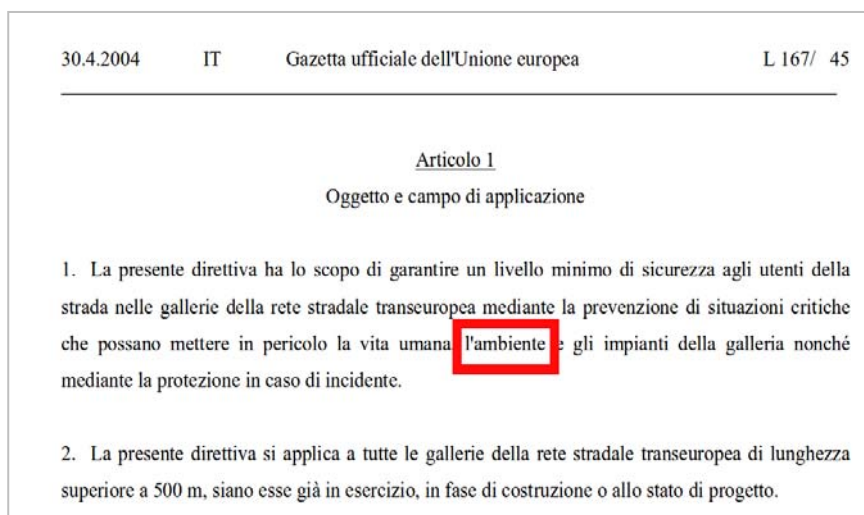 30.4.2004 IT Gazetta ufficiale dell'Unione europea L 167/ 45
Articolo 1
Oggetto e campo di applicazione
1. La presente direttiva ha lo scopo di garantire un livello minimo di sicurezza agli utenti della
strada nelle gallerie della rete stradale transeuropea mediante la prevenzione di situazioni critiche
che possano mettere in pericolo la vita umana l'ambiente e gli impianti della galleria nonché
mediante la protezione in caso di incidente.
2. La presente direttiva si applica a tutte le gallerie della rete stradale transeuropea di lunghezza
superiore a 500 m, siano esse già in esercizio, in fase di costruzione o allo stato di progetto.